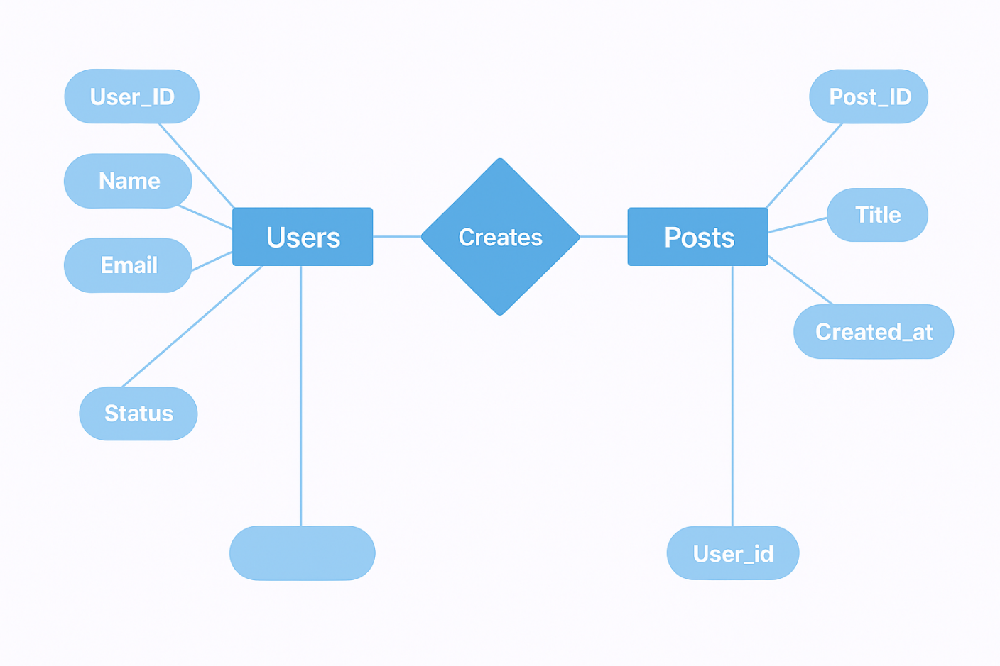 User_ID
Name
Email
Status
Users
Creates
Posts
Post_ID
Title
Created_at
User_id